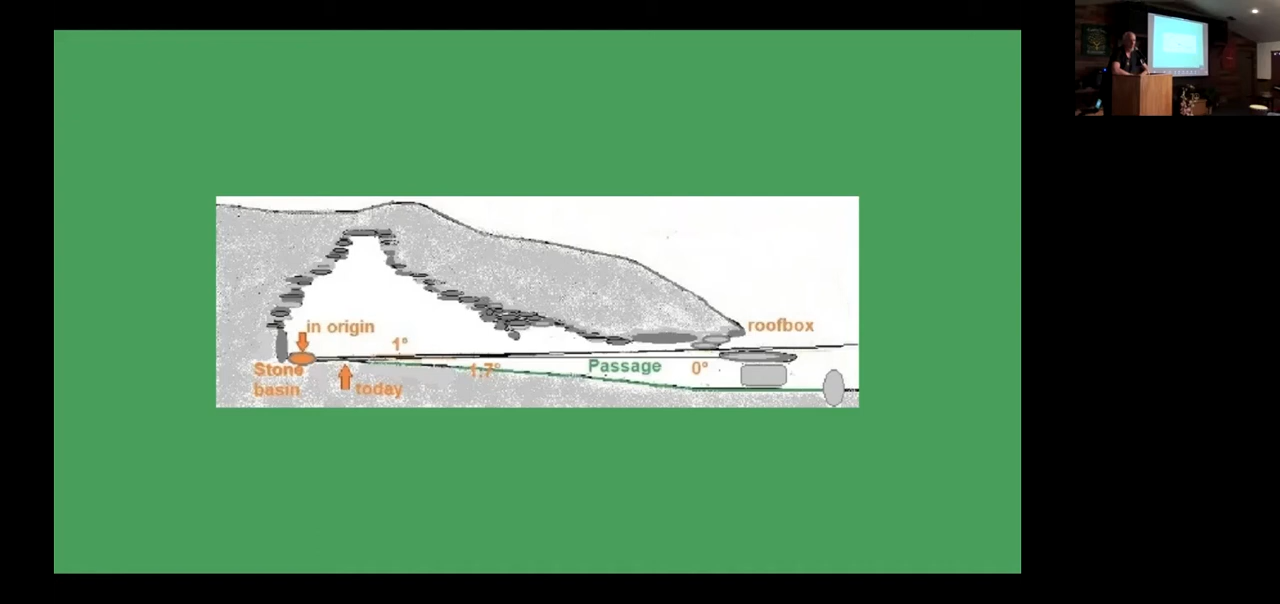 in origin
roofbox
1°
Stone
basin
1.7°
Passage
0°
today